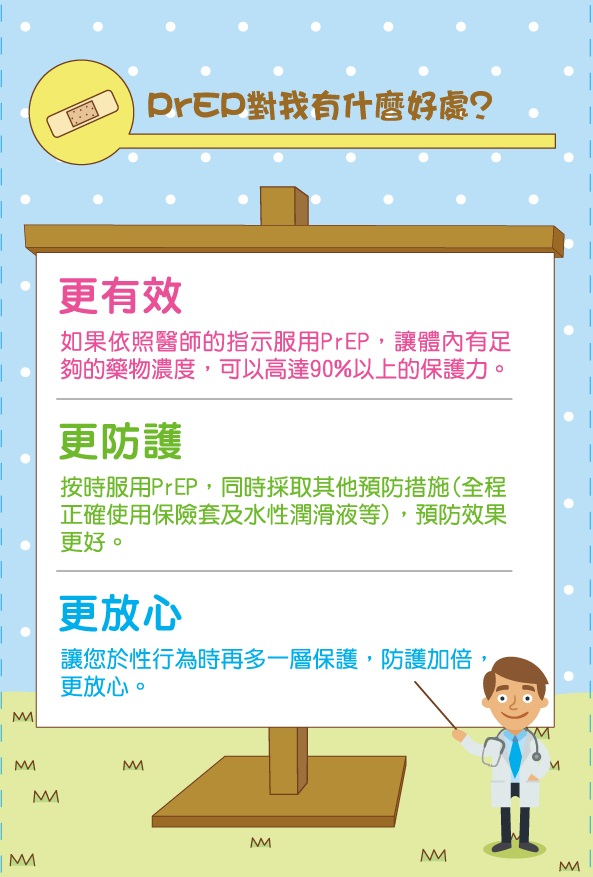 PrEP對我有什麼好處?
更有效
如果依照醫師的指示服用PrEP，讓體內有足
夠的藥物濃度，可以高達90%以上的保護力。
更防護
按時服用PrEP，同時採取其他預防措施(全程
正確使用保險套及水性潤滑液等)，預防效果
更好。
更放心
讓您於性行為時再多一層保護，防護加倍，
更放心。